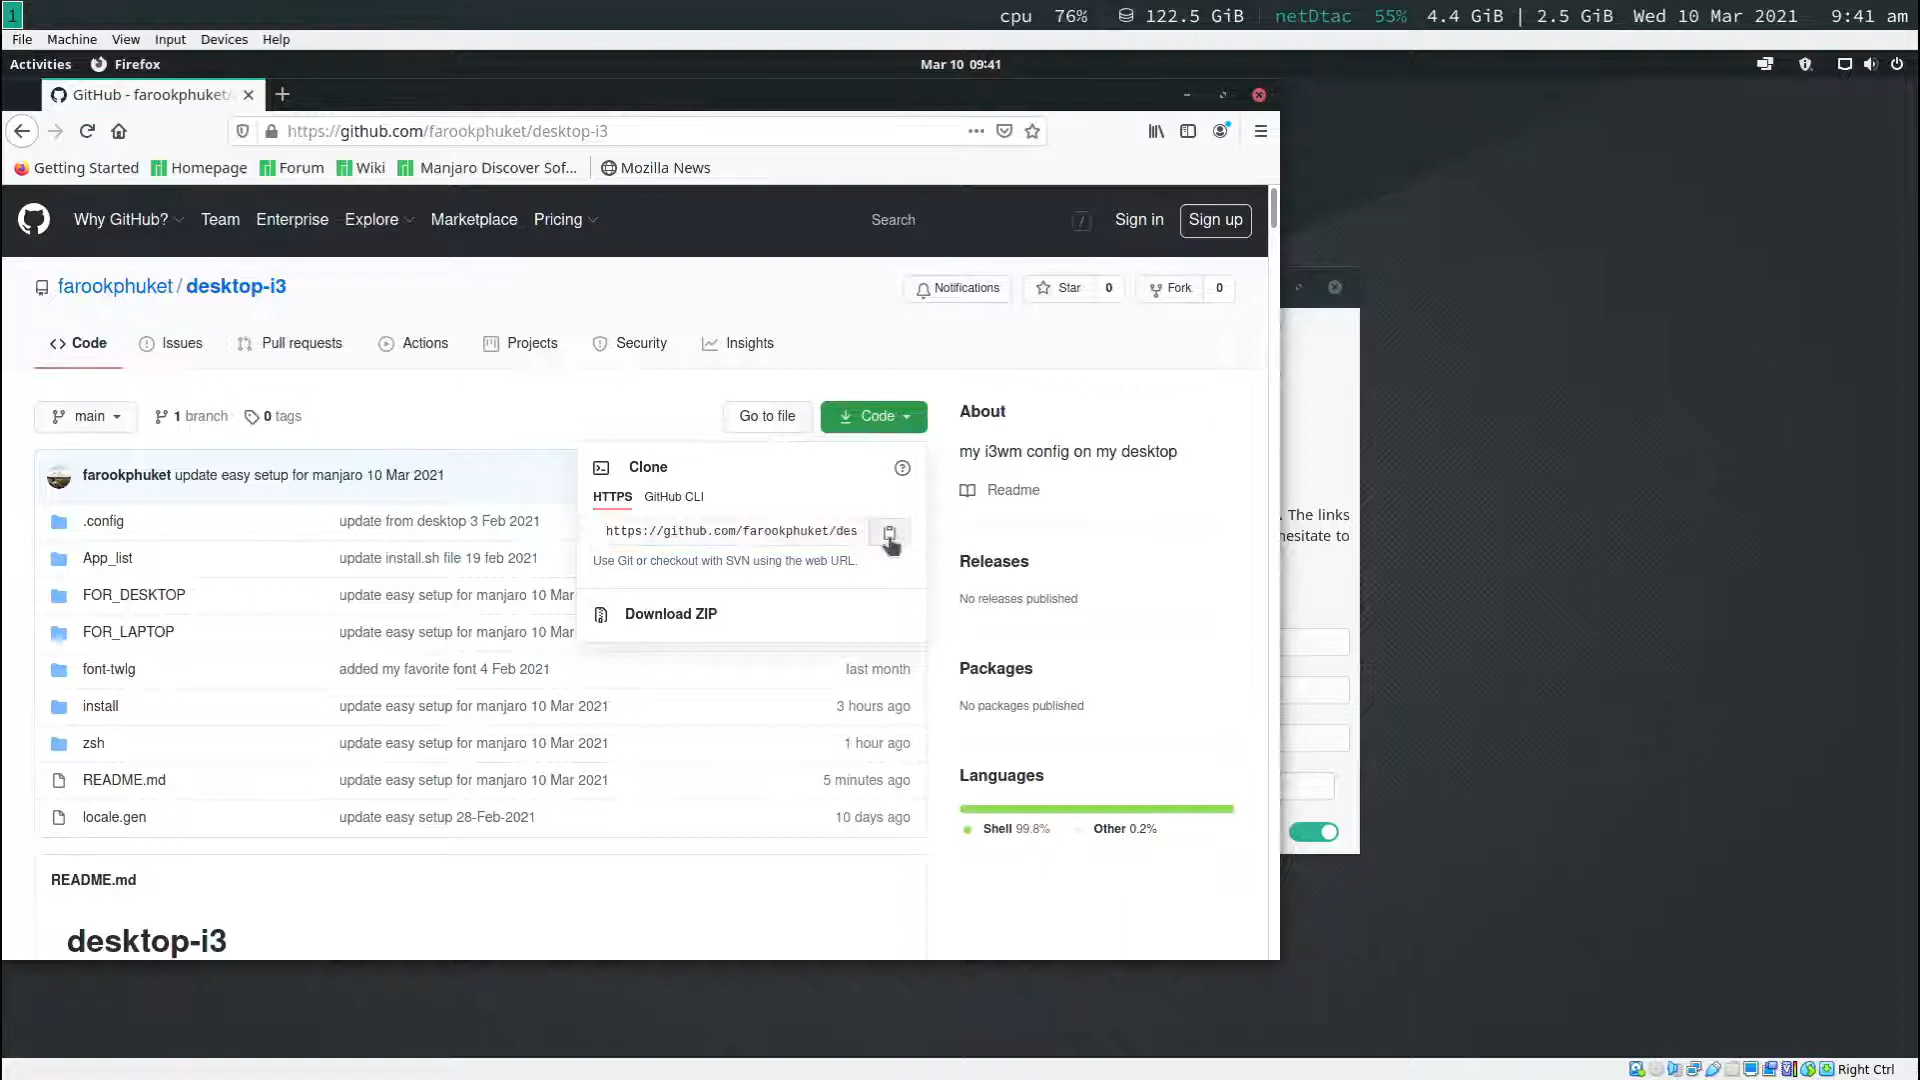 1 cpu 76% 122.5 GiB netDtac 55% 4.4 GiB | 2.5 GiB Wed 10 Mar 2021 9:41 am
File Machine View Input Devices Help
Activities Firefox Mar 10 09:41
GitHub - farookphuket/
https://github.com/farookphuket/desktop-i3
Getting Started Homepage Forum Wiki Manjaro Discover Sof... Mozilla News
Why GitHub? Team Enterprise Explore Marketplace Pricing Search / Sign in Sign up
farookphuket / desktop-i3 Notifications Star 0 Fork 0
Code Issues Pull requests Actions Projects Security Insights
main 1 branch 0 tags Go to file Code
farookphuket update easy setup for manjaro 10 Mar 2021
.config update from desktop 3 Feb 2021
App_list update install.sh file 19 feb 2021
FOR_DESKTOP update easy setup for manjaro 10 Mar
FOR_LAPTOP update easy setup for manjaro 10 Mar
font-twlg added my favorite font 4 Feb 2021 last month
install update easy setup for manjaro 10 Mar 2021 3 hours ago
zsh update easy setup for manjaro 10 Mar 2021 1 hour ago
README.md update easy setup for manjaro 10 Mar 2021 5 minutes ago
locale.gen update easy setup 28-Feb-2021 10 days ago
Clone
HTTPS GitHub CLI
https://github.com/farookphuket/des
Use Git or checkout with SVN using the web URL.
Download ZIP
About
my i3wm config on my desktop
Readme
Releases
No releases published
Packages
No packages published
Languages
Shell 99.8% Other 0.2%
. The links
hesitate to
README.md
desktop-i3
Right Ctrl